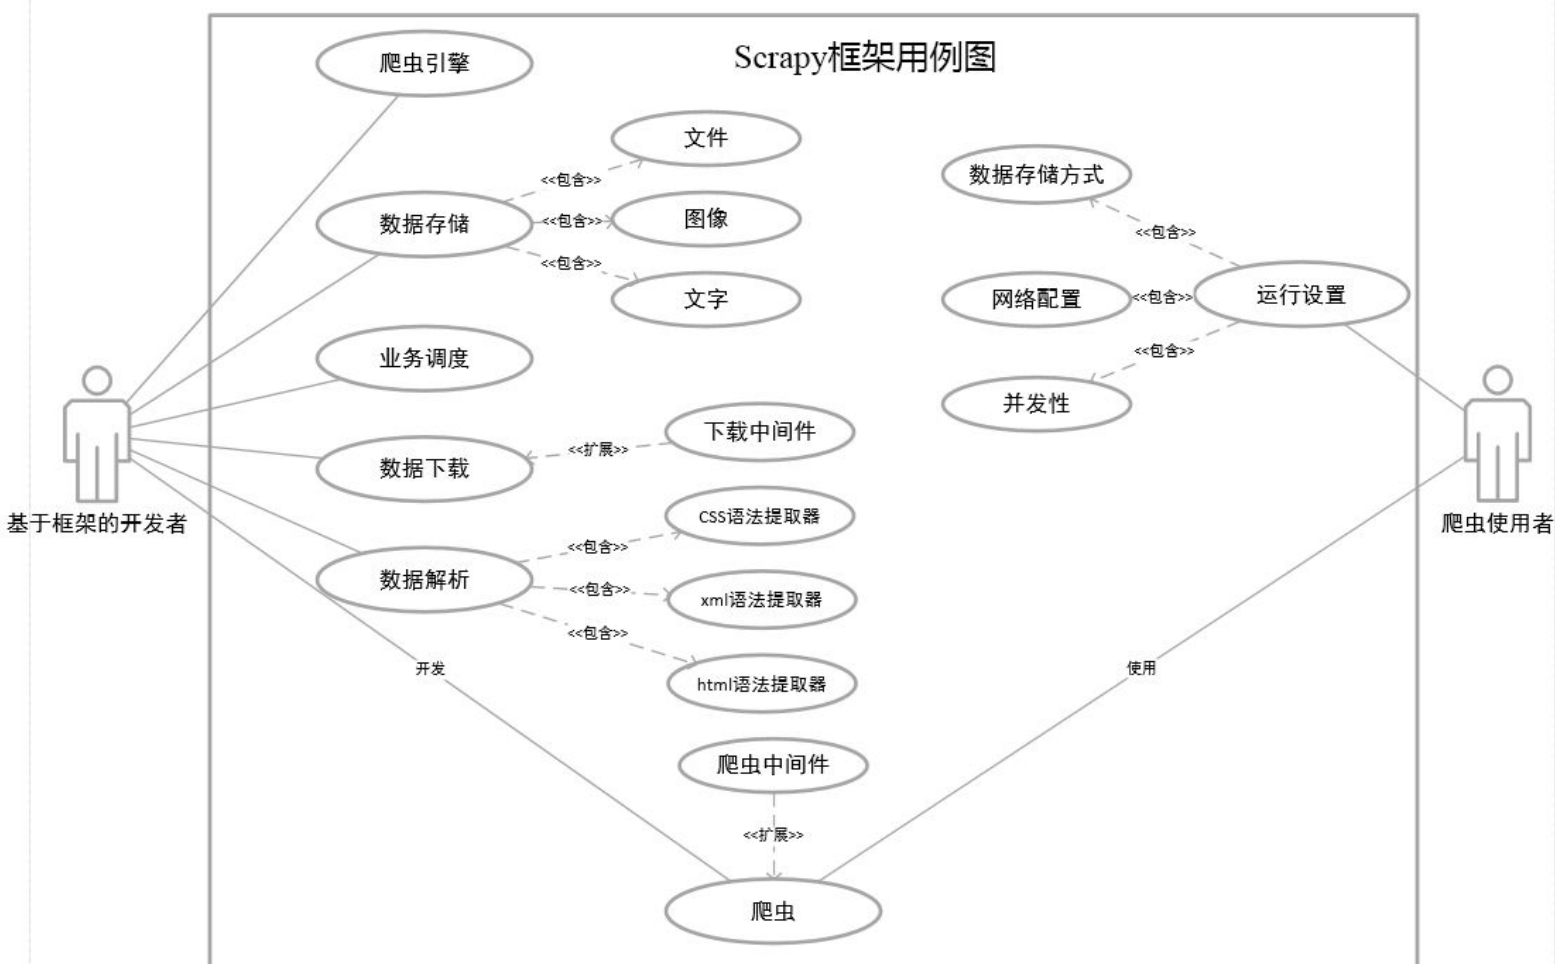 Scrapy框架用例图
爬虫引擎
文件
<<包含>>
数据存储
<<包含>>
图像
<<包含>>
文字
数据存储方式
<<包含>>
网络配置
<<包含>>
运行设置
<<包含>>
并发性
业务调度
下载中间件
<<扩展>>
数据下载
CSS语法提取器
<<包含>>
数据解析
<<包含>>
xml语法提取器
<<包含>>
html语法提取器
基于框架的开发者
爬虫使用者
开发
使用
爬虫中间件
<<扩展>>
爬虫